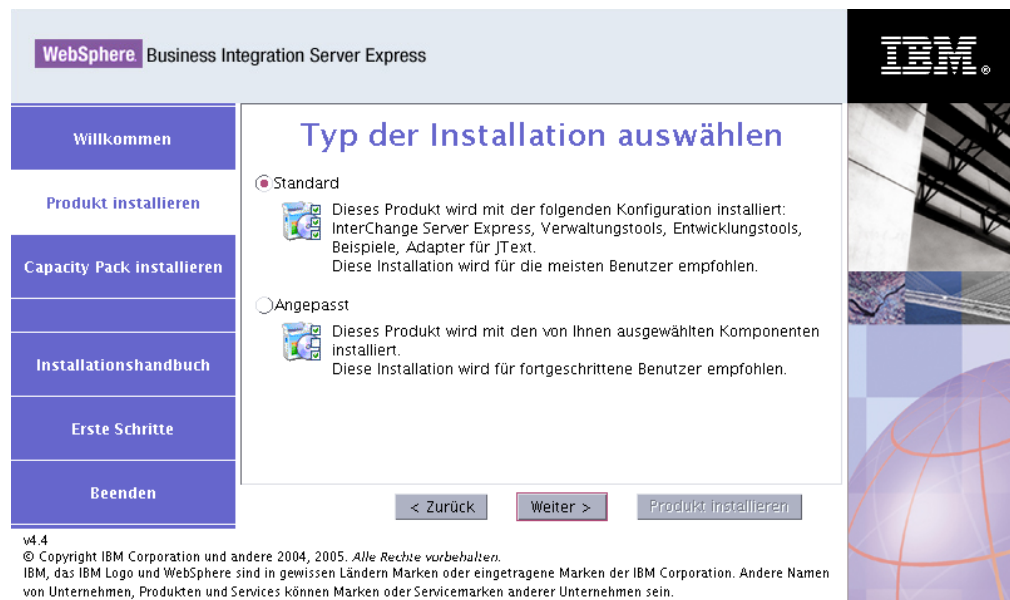 WebSphere. Business Integration Server Express
IBM®
Willkommen
Produkt installieren
Capacity Pack installieren
Installationshandbuch
Erste Schritte
Beenden
Typ der Installation auswählen
Standard
Dieses Produkt wird mit der folgenden Konfiguration installiert:
InterChange Server Express, Verwaltungstools, Entwicklungstools,
Beispiele, Adapter für JText.
Diese Installation wird für die meisten Benutzer empfohlen.
Angepasst
Dieses Produkt wird mit den von Ihnen ausgewählten Komponenten
installiert.
Diese Installation wird für fortgeschrittene Benutzer empfohlen.
< Zurück
Weiter >
Produkt installieren
v4.4
© Copyright IBM Corporation und andere 2004, 2005. Alle Rechte vorbehalten.
IBM, das IBM Logo und WebSphere sind in gewissen Ländern Marken oder eingetragene Marken der IBM Corporation. Andere Namen
von Unternehmen, Produkten und Services können Marken oder Servicemarken anderer Unternehmen sein.